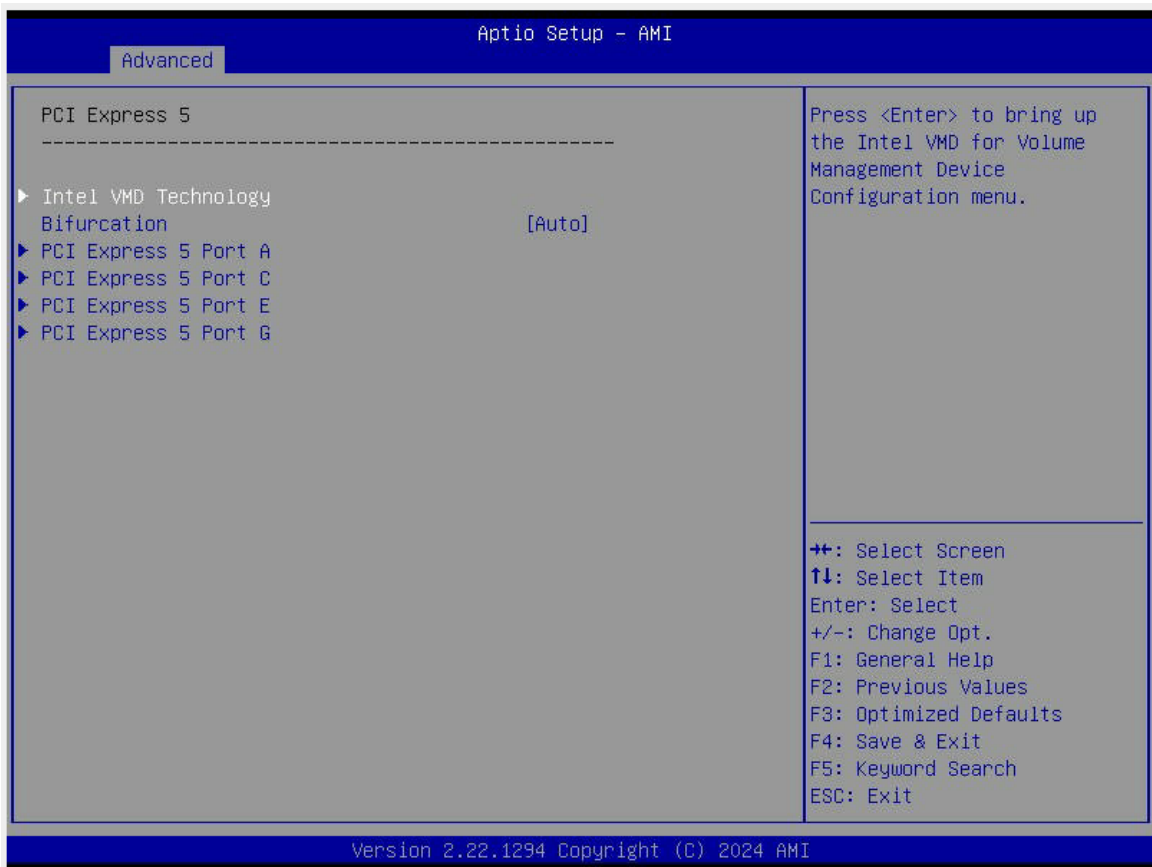 Aptio Setup – AMI
Advanced
PCI Express 5
--------------------------------------------------
Intel VMD Technology
Bifurcation [Auto]
PCI Express 5 Port A
PCI Express 5 Port C
PCI Express 5 Port E
PCI Express 5 Port G
Press <Enter> to bring up
the Intel VMD for Volume
Management Device
Configuration menu.
→←: Select Screen
↑↓: Select Item
Enter: Select
+/-: Change Opt.
F1: General Help
F2: Previous Values
F3: Optimized Defaults
F4: Save & Exit
F5: Keyword Search
ESC: Exit
Version 2.22.1294 Copyright (C) 2024 AMI